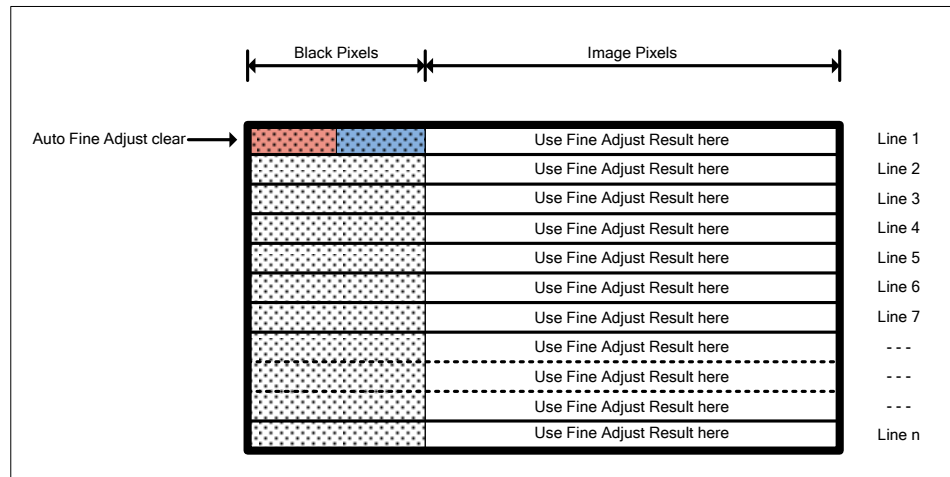 Black Pixels Image Pixels
Auto Fine Adjust clear Use Fine Adjust Result here Line 1
Use Fine Adjust Result here Line 2
Use Fine Adjust Result here Line 3
Use Fine Adjust Result here Line 4
Use Fine Adjust Result here Line 5
Use Fine Adjust Result here Line 6
Use Fine Adjust Result here Line 7
Use Fine Adjust Result here - - -
Use Fine Adjust Result here - - -
Use Fine Adjust Result here - - -
Use Fine Adjust Result here Line n